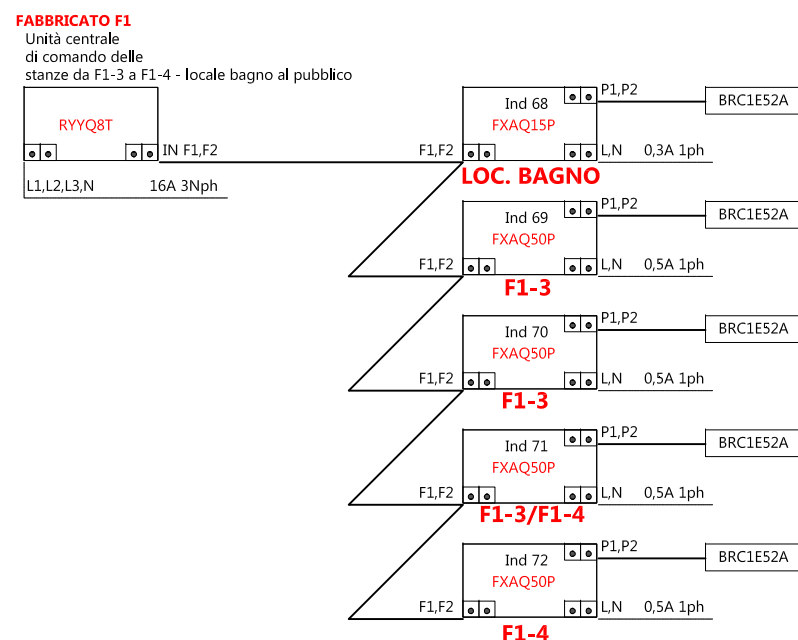 FABBRICATO F1
Unità centrale
di comando delle
stanze da F1-3 a F1-4 - locale bagno al pubblico
RYYQ8T
IN F1,F2
L1,L2,L3,N 16A 3Nph
Ind 68
FXAQ15P
P1,P2
BRC1E52A
F1,F2
L,N 0,3A 1ph
LOC. BAGNO
Ind 69
FXAQ50P
P1,P2
BRC1E52A
F1,F2
L,N 0,5A 1ph
F1-3
Ind 70
FXAQ50P
P1,P2
BRC1E52A
F1,F2
L,N 0,5A 1ph
F1-3
Ind 71
FXAQ50P
P1,P2
BRC1E52A
F1,F2
L,N 0,5A 1ph
F1-3/F1-4
Ind 72
FXAQ50P
P1,P2
BRC1E52A
F1,F2
L,N 0,5A 1ph
F1-4